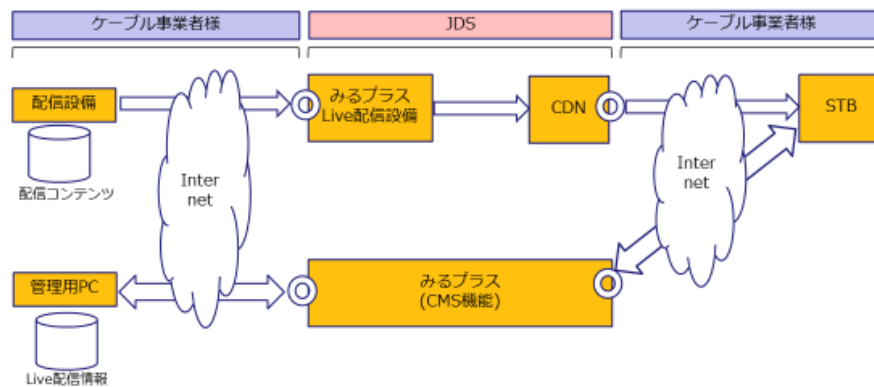 ケーブル事業者様
JDS
ケーブル事業者様
配信設備
みるプラス
Live配信設備
CDN
STB
配信コンテンツ
Inter
net
Inter
net
管理用PC
みるプラス
(CMS機能)
Live配信情報